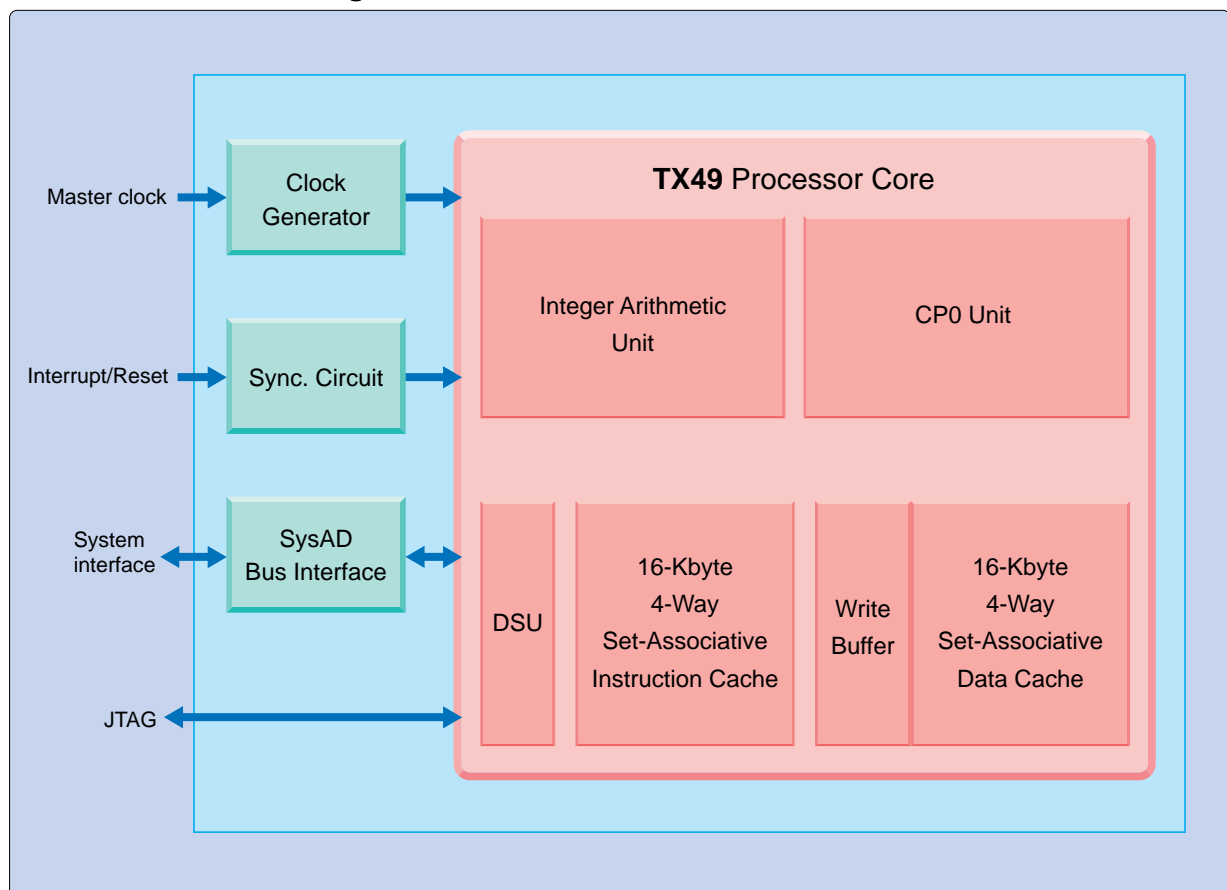 Master clock
Clock
Generator
TX49 Processor Core
Integer Arithmetic
Unit
CP0 Unit
Interrupt/Reset
Sync. Circuit
System
interface
SysAD
Bus Interface
DSU
16-Kbyte
4-Way
Set-Associative
Instruction Cache
Write
Buffer
16-Kbyte
4-Way
Set-Associative
Data Cache
JTAG